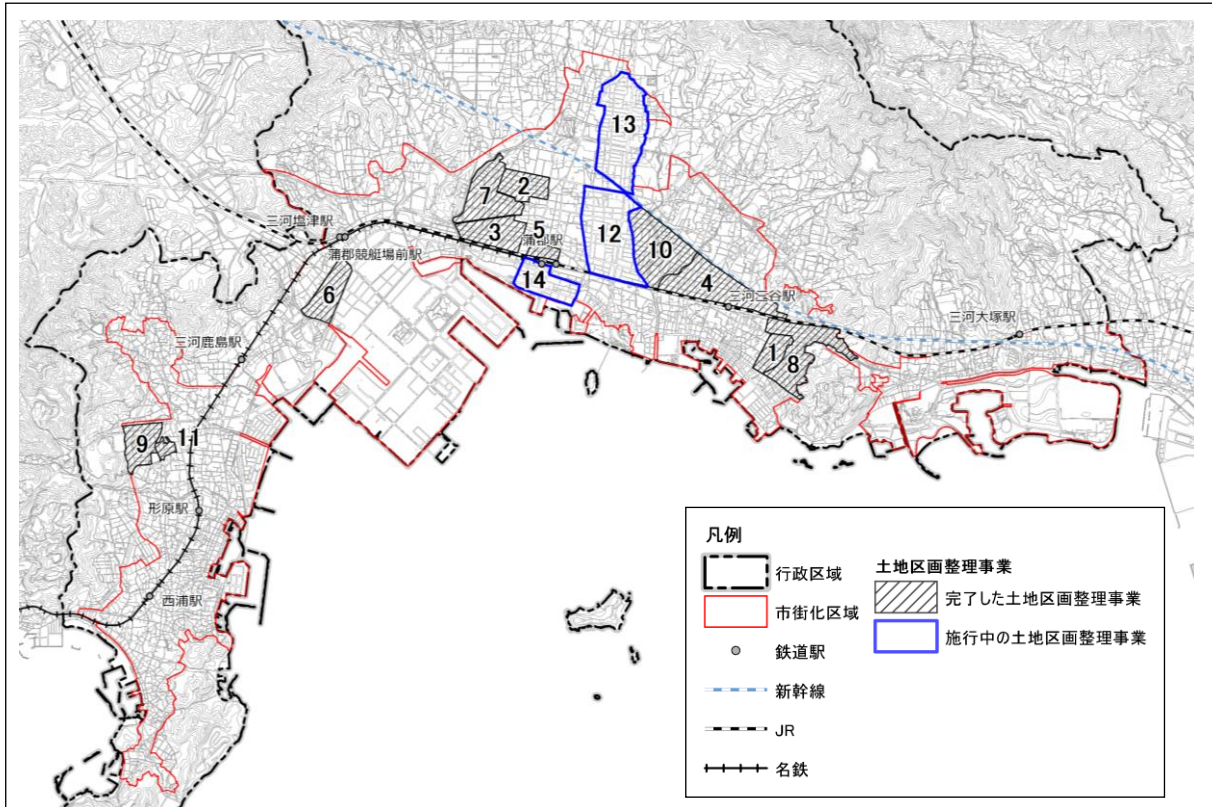 13
2
7
三河塩津駅
5
3
蒲郡駅
12
10
蒲郡競艇場前駅
14
4
6
三河三谷駅
三河大塚駅
三河鹿島駅
1
8
9
11
形原駅
西浦駅
凡例
行政区域
市街化区域
鉄道駅
新幹線
JR
名鉄
土地区画整理事業
完了した土地区画整理事業
施行中の土地区画整理事業